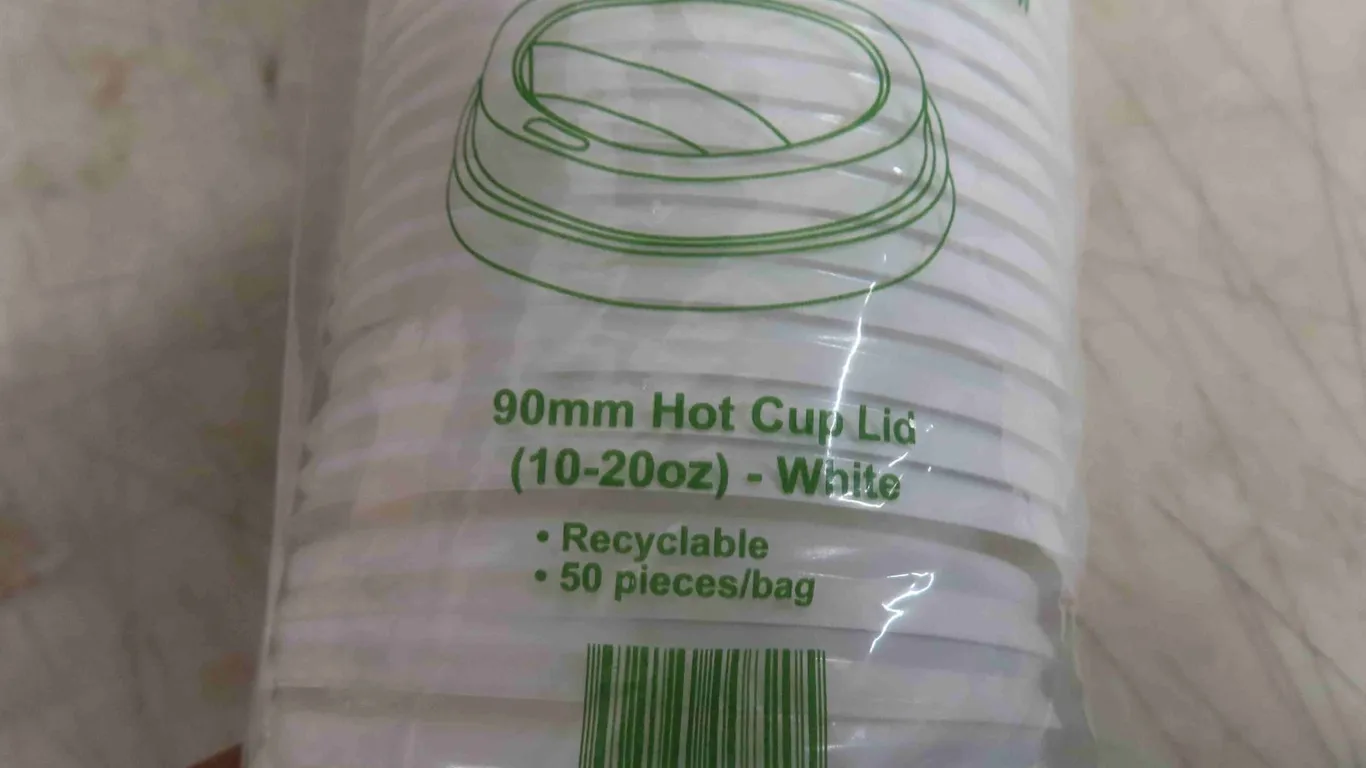 90mm Hot Cup Lid
(10-20oz) - White
• Recyclable
• 50 pieces/bag